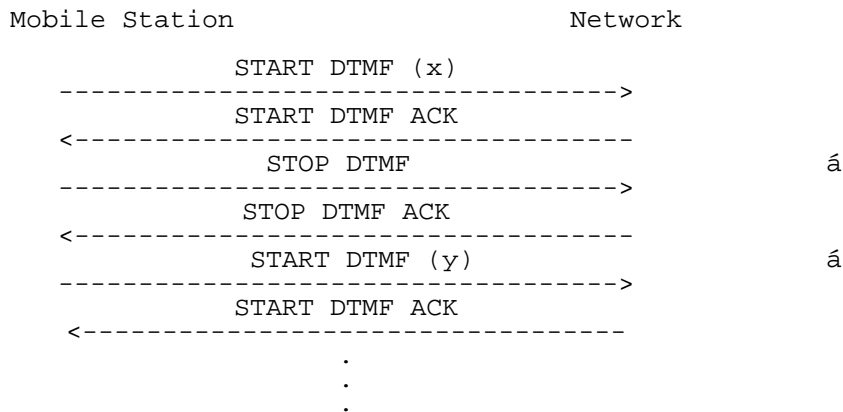 Mobile Station Network
START DTMF (x)
----------------------------------->
START DTMF ACK
<-----------------------------------
STOP DTMF á
----------------------------------->
STOP DTMF ACK
<-----------------------------------
START DTMF (y) á
----------------------------------->
START DTMF ACK
<----------------------------------
.
.
.